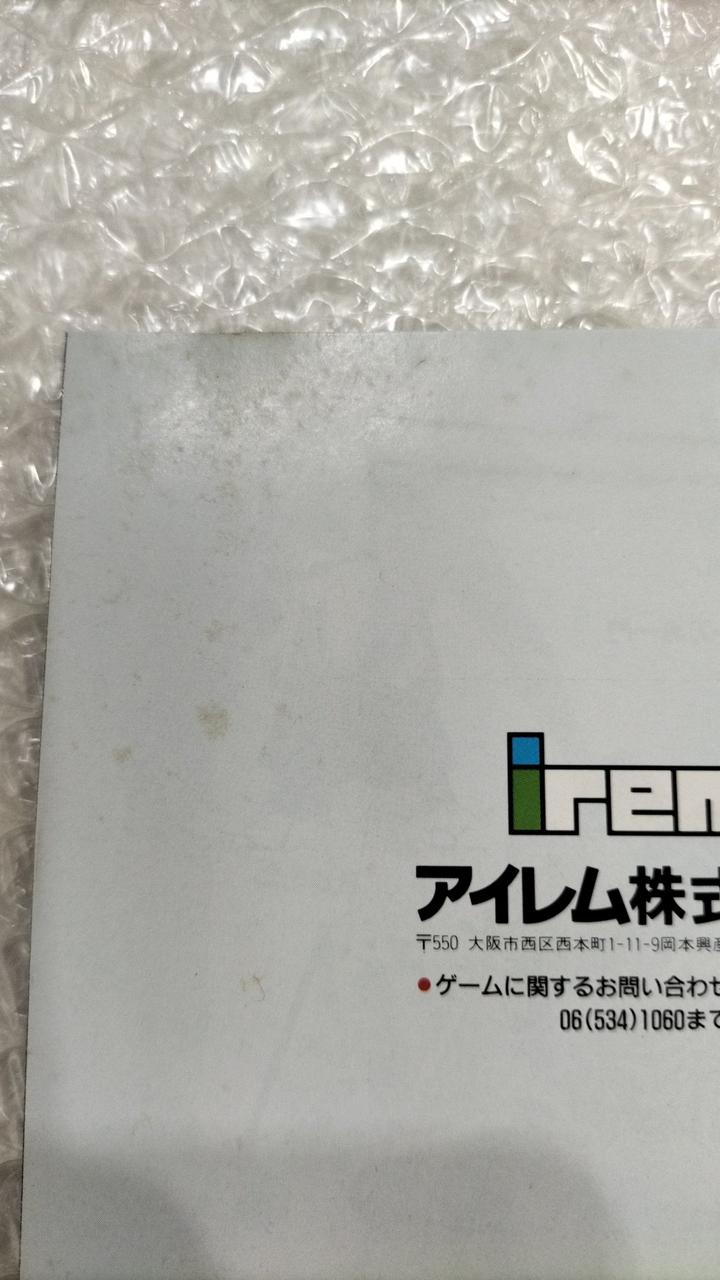 irem
アイレム株式
〒550 大阪市西区西本町1-11-9岡本興産
●ゲームに関するお問い合わせ
06(534)1060まで